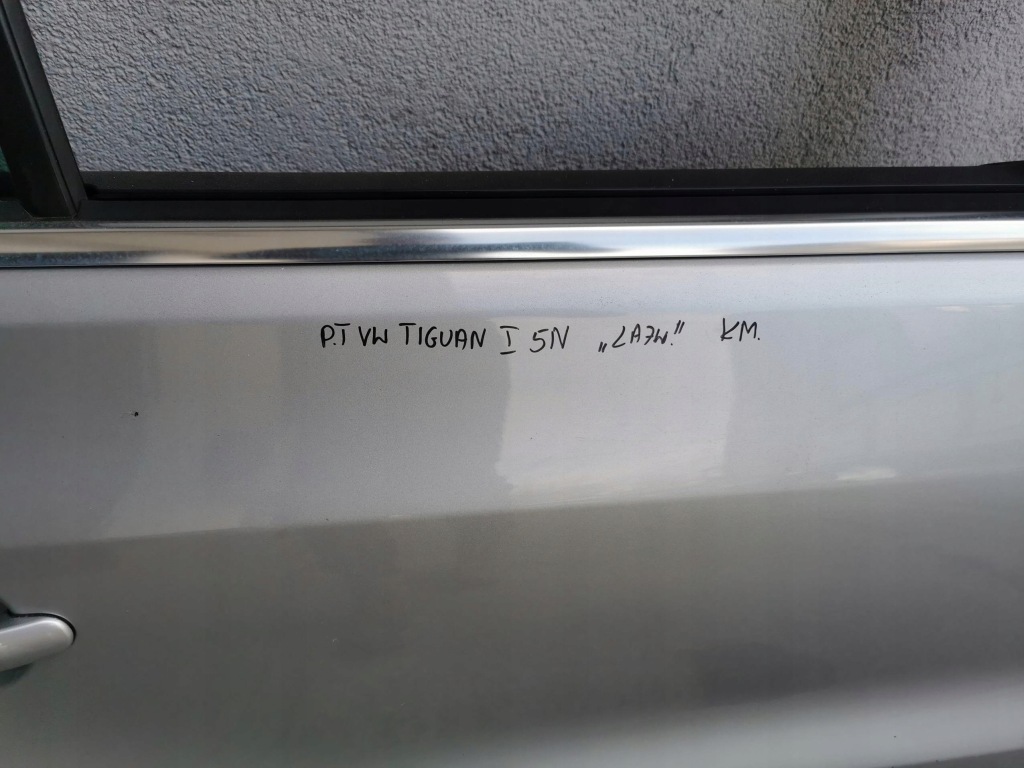 P.T VW TIGUAN I 5N „LA7W." KM.